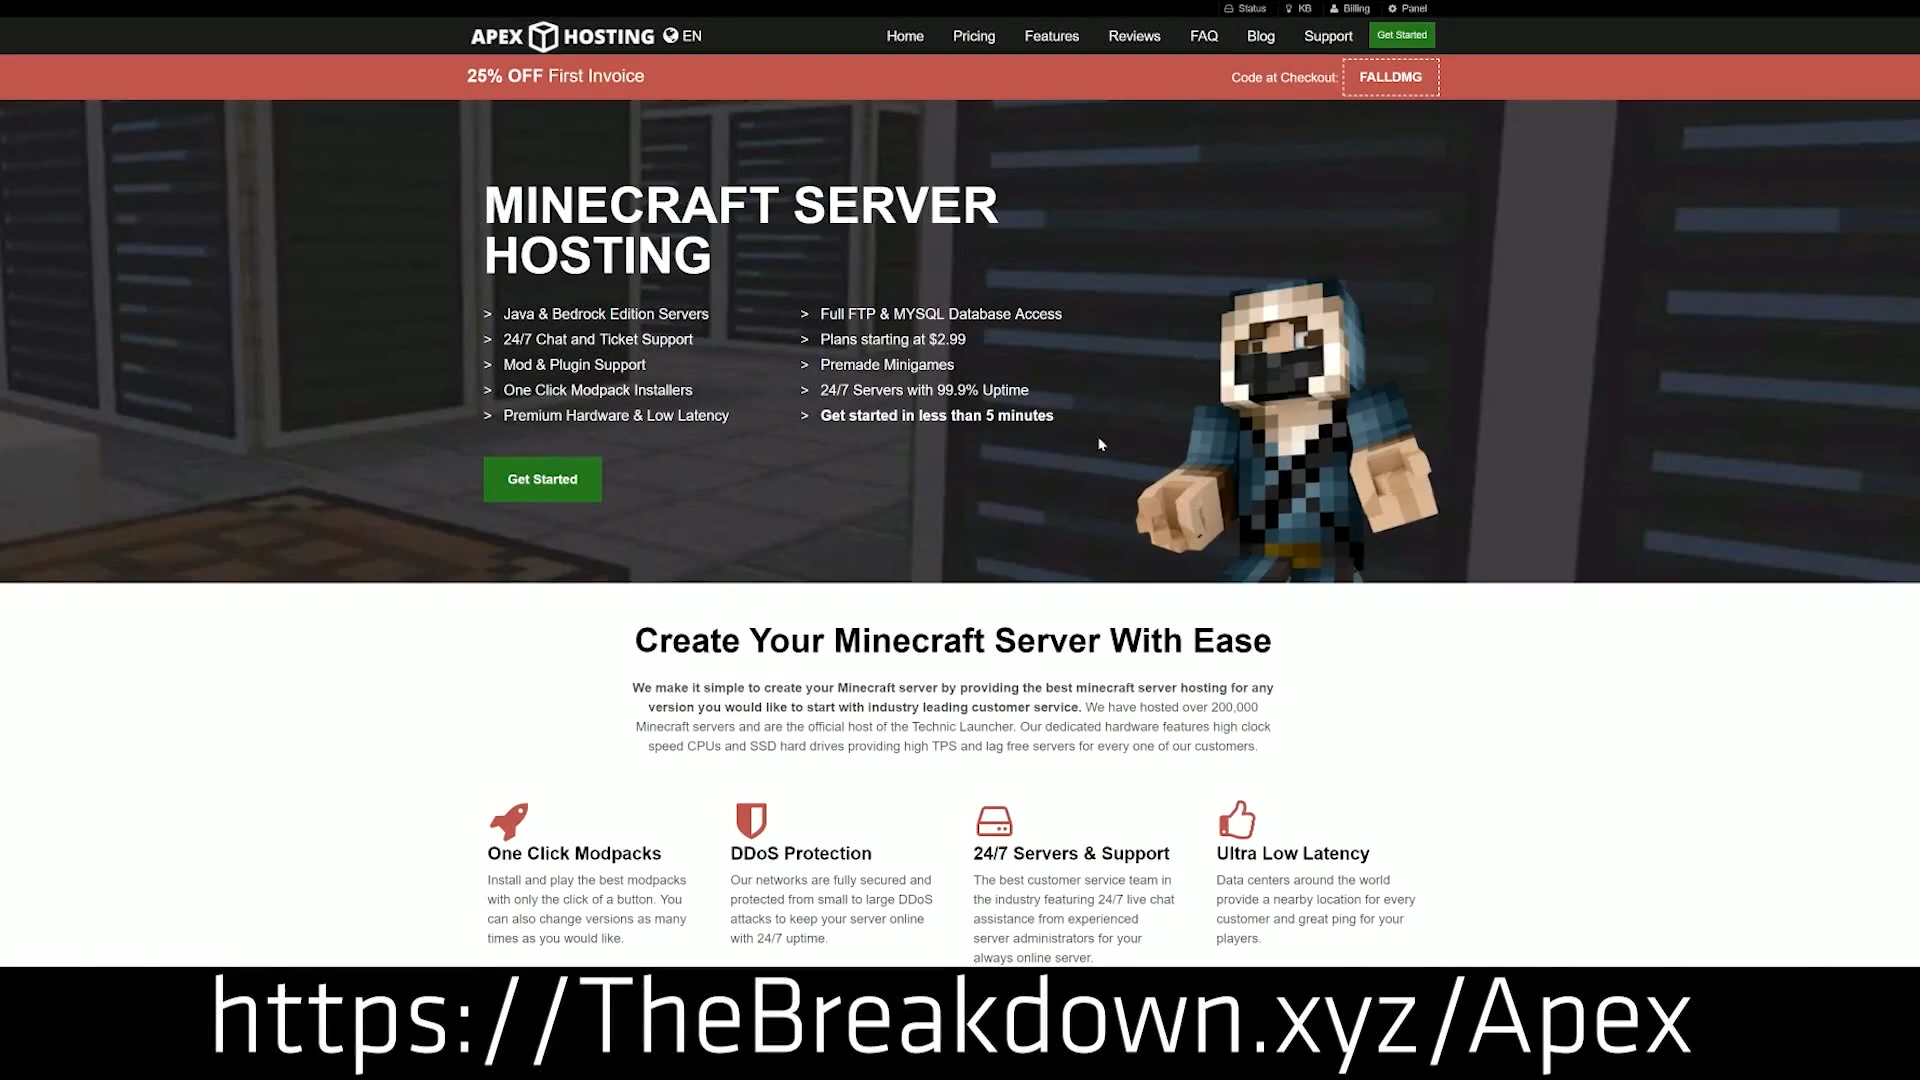 Status KB Billing Panel
APEX HOSTING EN Home Pricing Features Reviews FAQ Blog Support Get Started
25% OFF First Invoice Code at Checkout: FALLDMG
MINECRAFT SERVER
HOSTING
> Java & Bedrock Edition Servers
> 24/7 Chat and Ticket Support
> Mod & Plugin Support
> One Click Modpack Installers
> Premium Hardware & Low Latency
> Full FTP & MYSQL Database Access
> Plans starting at $2.99
> Premade Minigames
> 24/7 Servers with 99.9% Uptime
> Get started in less than 5 minutes
Get Started
Create Your Minecraft Server With Ease
We make it simple to create your Minecraft server by providing the best minecraft server hosting for any
version you would like to start with industry leading customer service. We have hosted over 200,000
Minecraft servers and are the official host of the Technic Launcher. Our dedicated hardware features high clock
speed CPUs and SSD hard drives providing high TPS and lag free servers for every one of our customers.
One Click Modpacks
Install and play the best modpacks
with only the click of a button. You
can also change versions as many
times as you would like.
DDoS Protection
Our networks are fully secured and
protected from small to large DDoS
attacks to keep your server online
with 24/7 uptime.
24/7 Servers & Support
The best customer service team in
the industry featuring 24/7 live chat
assistance from experienced
server administrators for your
always online server.
Ultra Low Latency
Data centers around the world
provide a nearby location for every
customer and great ping for your
players.
https://TheBreakdown.xyz/Apex